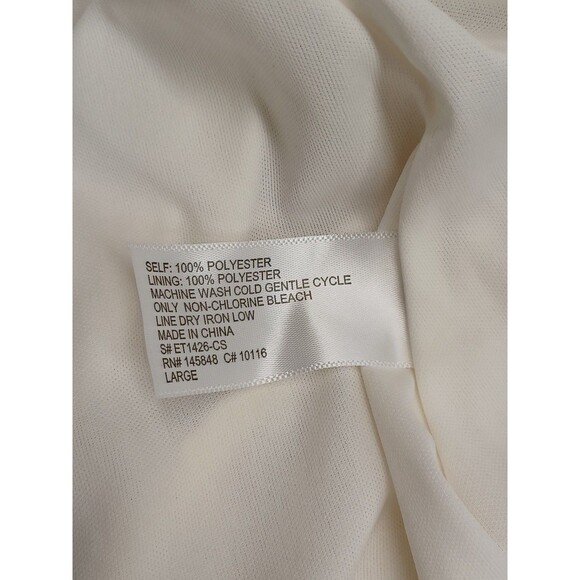 SELF: 100% POLYESTER
LINING: 100% POLYESTER
MACHINE WASH COLD GENTLE CYCLE
ONLY NON-CHLORINE BLEACH
LINE DRY IRON LOW
MADE IN CHINA
S# ET1426-CS
RN# 145848 C# 10116
LARGE